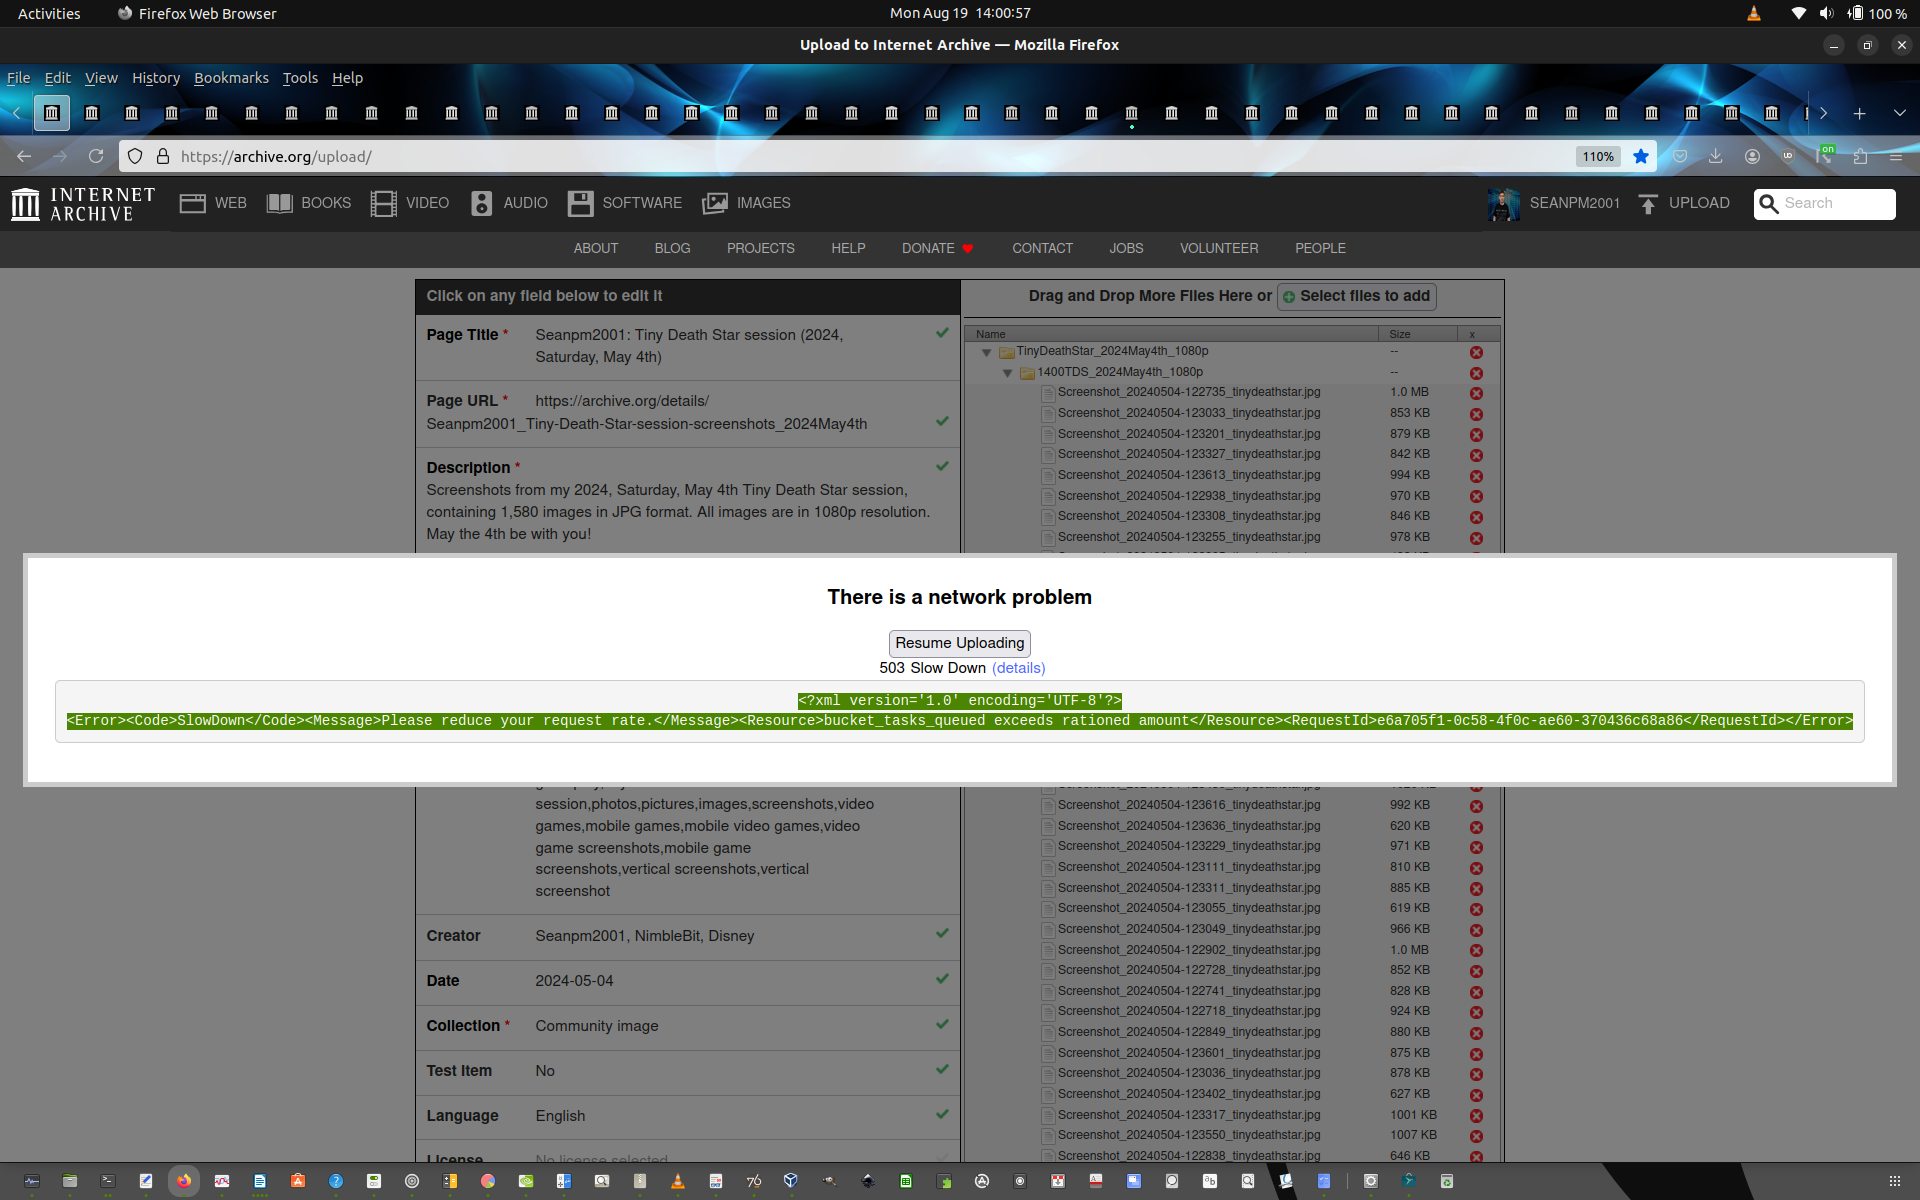 Activities
Firefox Web Browser
Mon Aug 19 14:00:57
100 %
Upload to Internet Archive — Mozilla Firefox
File Edit View History Bookmarks Tools Help
https://archive.org/upload/
110%
on
INTERNET ARCHIVE
WEB BOOKS VIDEO AUDIO SOFTWARE IMAGES
SEANPM2001 UPLOAD Search
ABOUT BLOG PROJECTS HELP DONATE CONTACT JOBS VOLUNTEER PEOPLE
Click on any field below to edit it
Page Title * Seanpm2001: Tiny Death Star session (2024,
Saturday, May 4th)
Page URL * https://archive.org/details/
Seanpm2001_Tiny-Death-Star-session-screenshots_2024May4th
Description *
Screenshots from my 2024, Saturday, May 4th Tiny Death Star session,
containing 1,580 images in JPG format. All images are in 1080p resolution.
May the 4th be with you!
Drag and Drop More Files Here or Select files to add
Name Size x
TinyDeathStar_2024May4th_1080p --
1400TDS_2024May4th_1080p --
Screenshot_20240504-122735_tinydeathstar.jpg 1.0 MB
Screenshot_20240504-123033_tinydeathstar.jpg 853 KB
Screenshot_20240504-123201_tinydeathstar.jpg 879 KB
Screenshot_20240504-123327_tinydeathstar.jpg 842 KB
Screenshot_20240504-123613_tinydeathstar.jpg 994 KB
Screenshot_20240504-122938_tinydeathstar.jpg 970 KB
Screenshot_20240504-123308_tinydeathstar.jpg 846 KB
Screenshot_20240504-123255_tinydeathstar.jpg 978 KB
There is a network problem
Resume Uploading
503 Slow Down (details)
<?xml version='1.0' encoding='UTF-8'?>
<Error><Code>SlowDown</Code><Message>Please reduce your request rate.</Message><Resource>bucket_tasks_queued exceeds rationed amount</Resource><RequestId>e6a705f1-0c58-4f0c-ae60-370436c68a86</RequestId></Error>
session,photos,pictures,images,screenshots,video
games,mobile games,mobile video games,video
game screenshots,mobile game
screenshots,vertical screenshots,vertical
screenshot
Creator Seanpm2001, NimbleBit, Disney
Date 2024-05-04
Collection * Community image
Test Item No
Language English
License No license selected
Screenshot_20240504-123616_tinydeathstar.jpg 992 KB
Screenshot_20240504-123636_tinydeathstar.jpg 620 KB
Screenshot_20240504-123229_tinydeathstar.jpg 971 KB
Screenshot_20240504-123111_tinydeathstar.jpg 810 KB
Screenshot_20240504-123311_tinydeathstar.jpg 885 KB
Screenshot_20240504-123055_tinydeathstar.jpg 619 KB
Screenshot_20240504-123049_tinydeathstar.jpg 966 KB
Screenshot_20240504-122902_tinydeathstar.jpg 1.0 MB
Screenshot_20240504-122728_tinydeathstar.jpg 852 KB
Screenshot_20240504-122741_tinydeathstar.jpg 828 KB
Screenshot_20240504-122718_tinydeathstar.jpg 924 KB
Screenshot_20240504-122849_tinydeathstar.jpg 880 KB
Screenshot_20240504-123601_tinydeathstar.jpg 875 KB
Screenshot_20240504-123036_tinydeathstar.jpg 878 KB
Screenshot_20240504-123402_tinydeathstar.jpg 627 KB
Screenshot_20240504-123317_tinydeathstar.jpg 1001 KB
Screenshot_20240504-123550_tinydeathstar.jpg 1007 KB
Screenshot_20240504-122838_tinydeathstar.jpg 646 KB